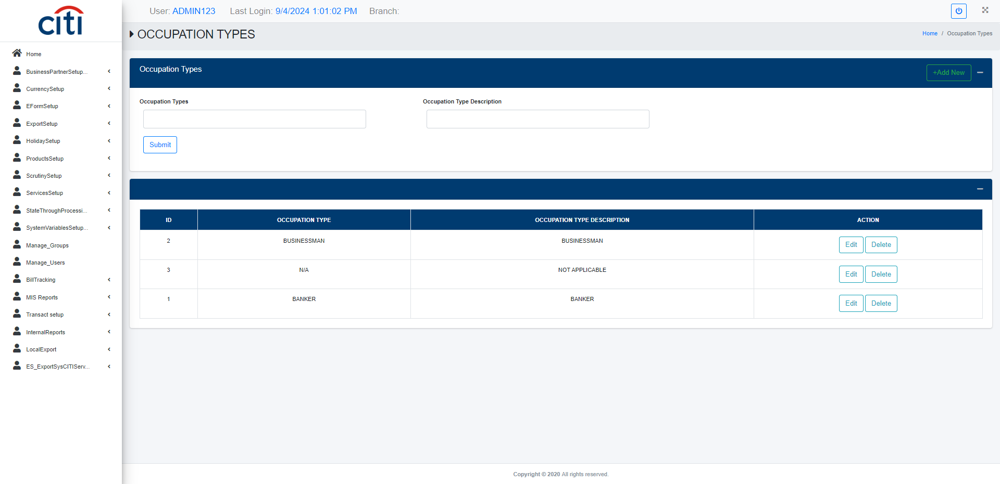 citi
User: ADMIN123 Last Login: 9/4/2024 1:01:02 PM Branch:
OCCUPATION TYPES
Home / Occupation Types
Home
BusinessPartnerSetup...
CurrencySetup
EFormSetup
ExportSetup
HolidaySetup
ProductsSetup
ScrutinySetup
ServicesSetup
StateThroughProcessi...
SystemVariablesSetup...
Manage_Groups
Manage_Users
BillTracking
MIS Reports
Transact setup
InternalReports
LocalExport
ES_ExportSysCITIServ...
Occupation Types
+Add New
Occupation Types Occupation Type Description
Submit
ID OCCUPATION TYPE OCCUPATION TYPE DESCRIPTION ACTION
2 BUSINESSMAN BUSINESSMAN Edit Delete
3 N/A NOT APPLICABLE Edit Delete
1 BANKER BANKER Edit Delete
Copyright © 2020 All rights reserved.